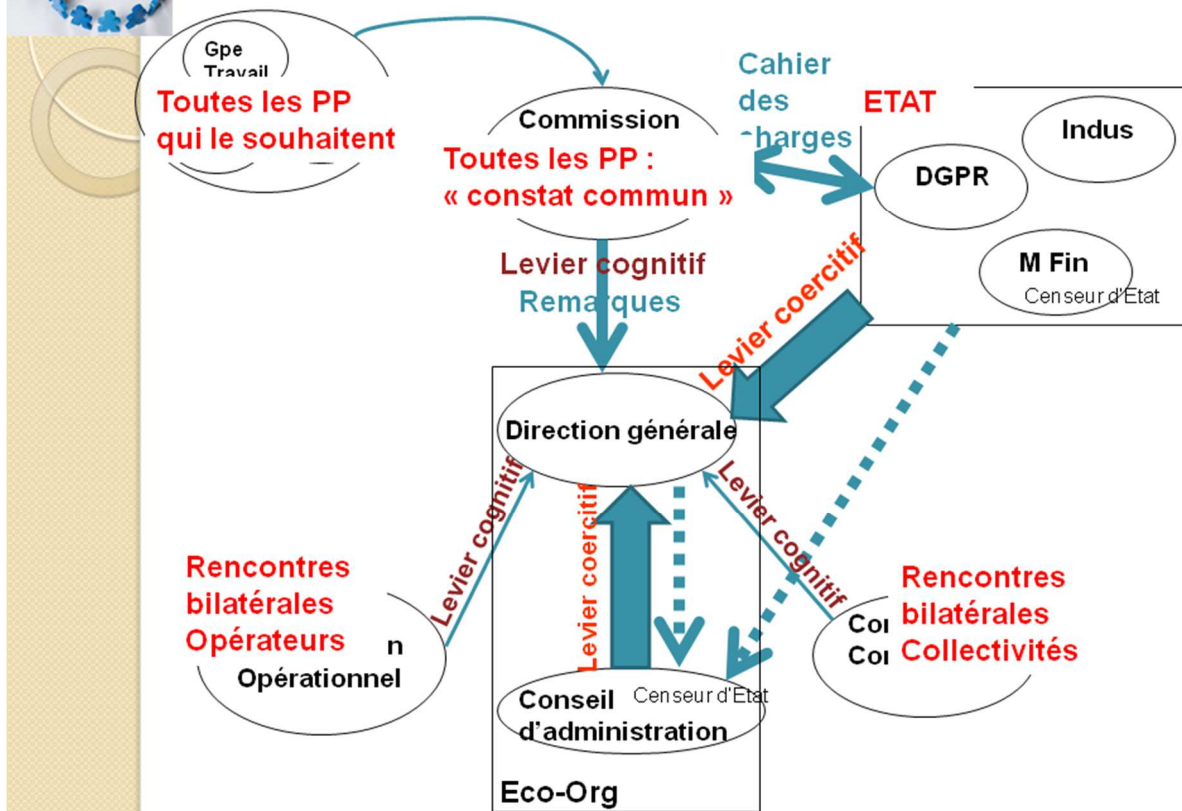 Gpe
Travail
Toutes les PP
qui le souhaitent
Commission
Toutes les PP :
« constat commun »
Cahier
des
charges
ETAT
Indus
DGPR
M Fin
Censeur d'Etat
Levier cognitif
Remarques
Levier coercitif
Direction générale
Levier cognitif
Levier coercitif
Levier cognitif
Rencontres
bilatérales
Opérateurs
Opérationnel
Conseil
d'administration
Censeur d'Etat
Rencontres
bilatérales
Collectivités
Eco-Org